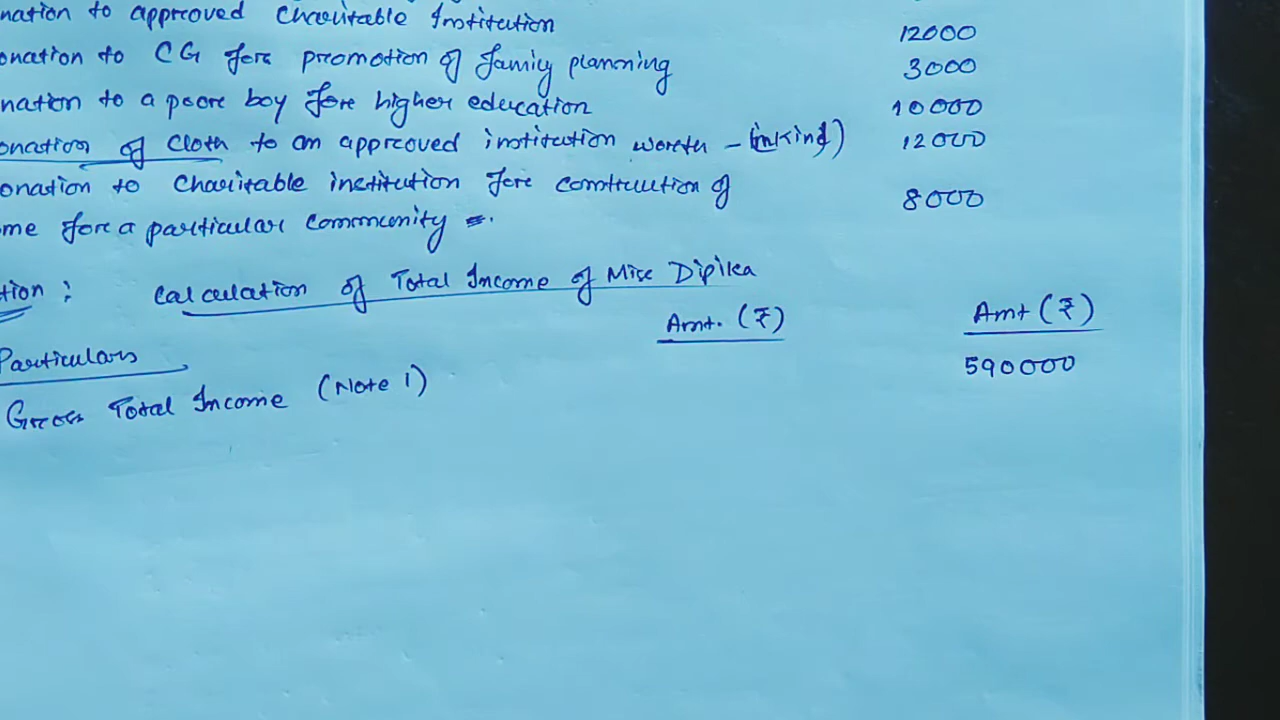 nation to approved charitable Institution 12000
onation to CG for promotion of family planning 3000
nation to a poor boy for higher education 10000
onation of cloth to an approved institution worth - (inkind) 12000
onation to charitable institution for construction of 8000
me for a particular community
tion : Calculation of Total Income of Miss Dipika
Particulars Amt. (₹) Amt (₹)
Gross Total Income (Note 1) 590000